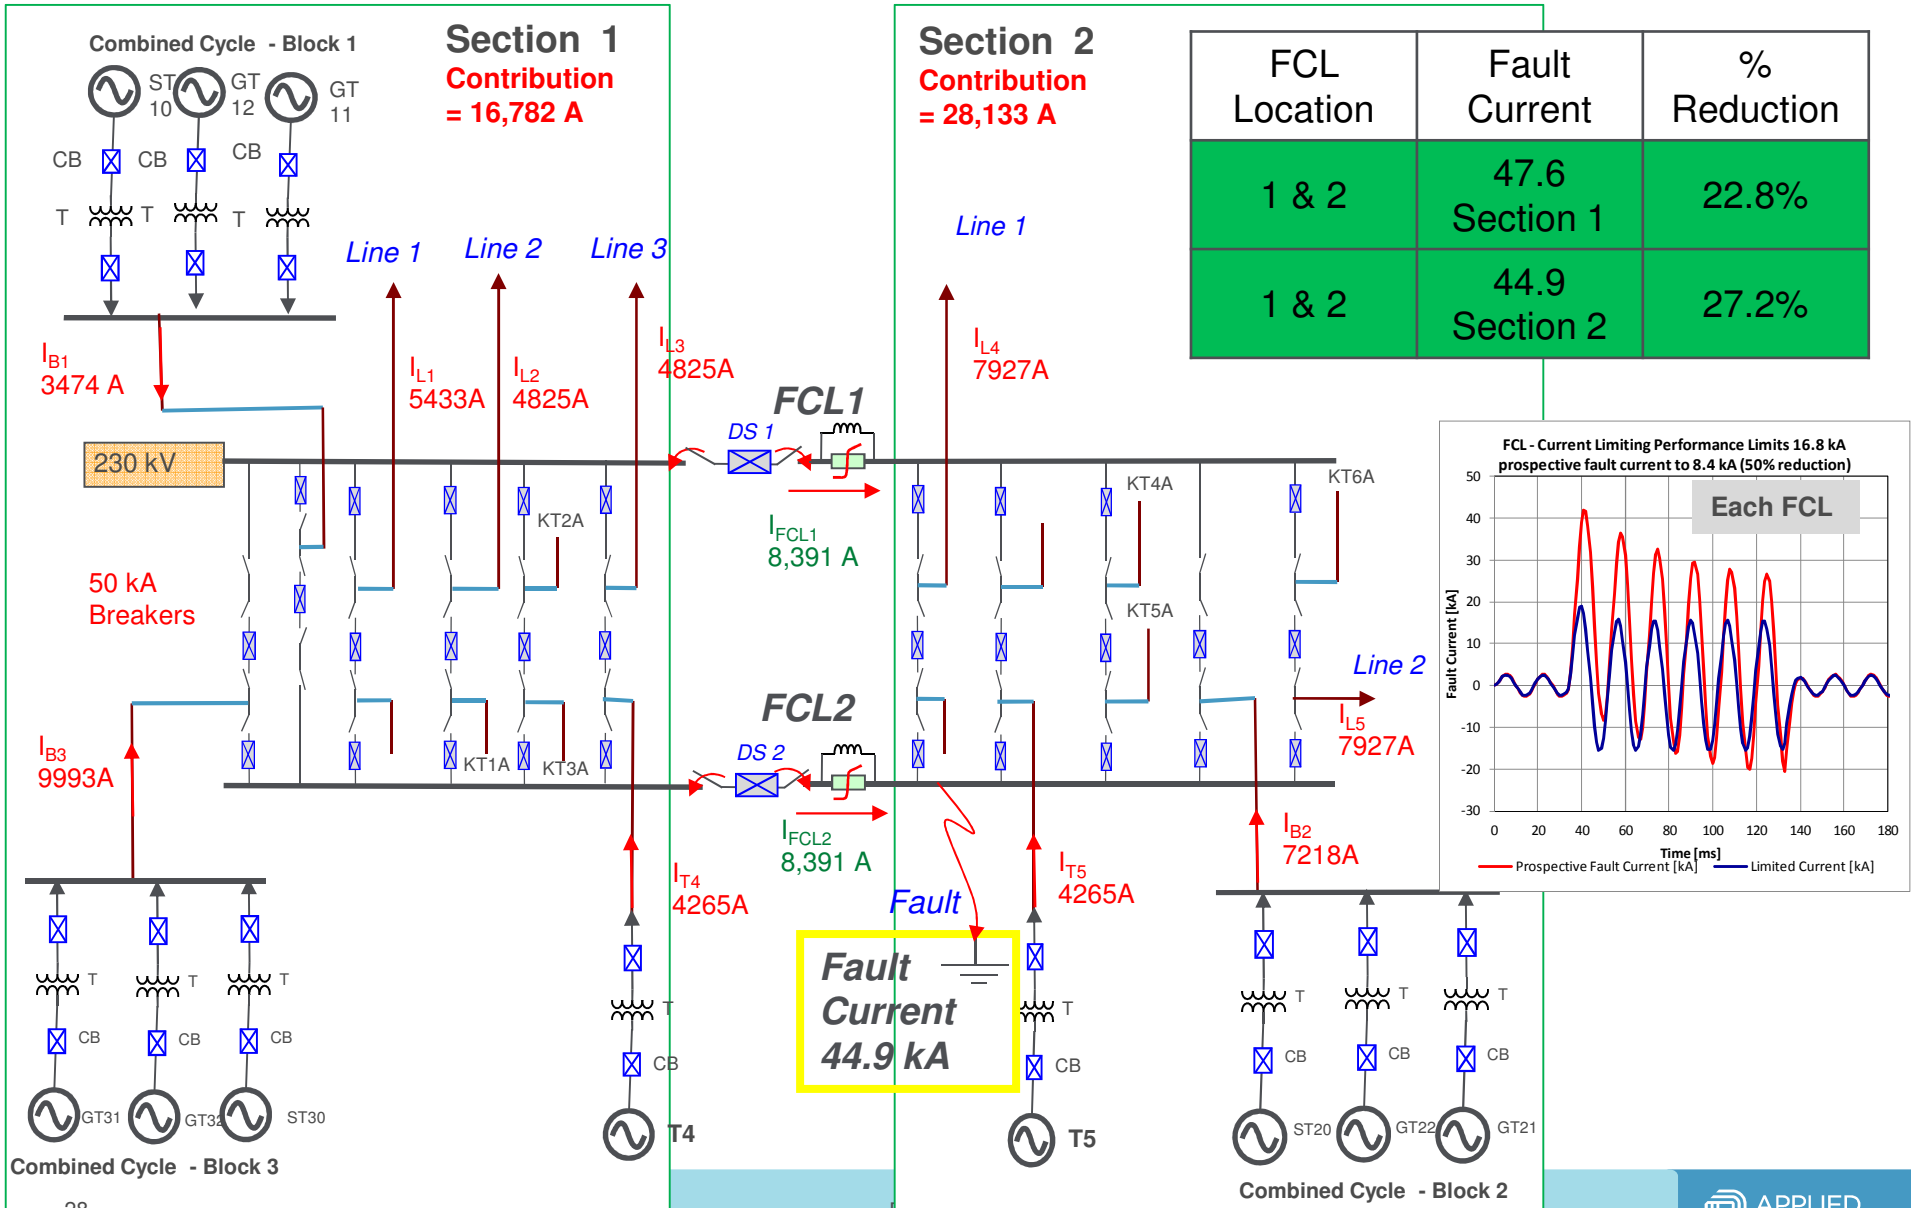 Combined Cycle - Block 1
ST
10
GT
12
GT
11
CB
CB
CB
T
T
T
Section 1
Contribution
= 16,782 A
Section 2
Contribution
= 28,133 A
FCL
Location
Fault
Current
%
Reduction
1 & 2
47.6
Section 1
22.8%
1 & 2
44.9
Section 2
27.2%
Line 1
Line 2
Line 3
Line 1
IB1
3474 A
IL1
5433A
IL2
4825A
IL3
4825A
IL4
7927A
FCL1
DS 1
230 kV
KT2A
KT4A
KT6A
IFCL1
8,391 A
50 kA
Breakers
KT5A
Line 2
IL5
7927A
FCL2
DS 2
KT1A
KT3A
IB3
9993A
IFCL2
8,391 A
IB2
7218A
IT4
4265A
IT5
4265A
Fault
Fault
Current
44.9 kA
FCL - Current Limiting Performance Limits 16.8 kA
prospective fault current to 8.4 kA (50% reduction)
Each FCL
Fault Current [kA]
50
40
30
20
10
0
-10
-20
-30
0 20 40 60 80 100 120 140 160 180
Time [ms]
Prospective Fault Current [kA]
Limited Current [kA]
T
T
T
CB
CB
CB
GT31
GT32
ST30
Combined Cycle - Block 3
T
CB
T4
T
CB
T5
T
T
T
CB
CB
CB
ST20
GT22
GT21
Combined Cycle - Block 2
28
APPLIED